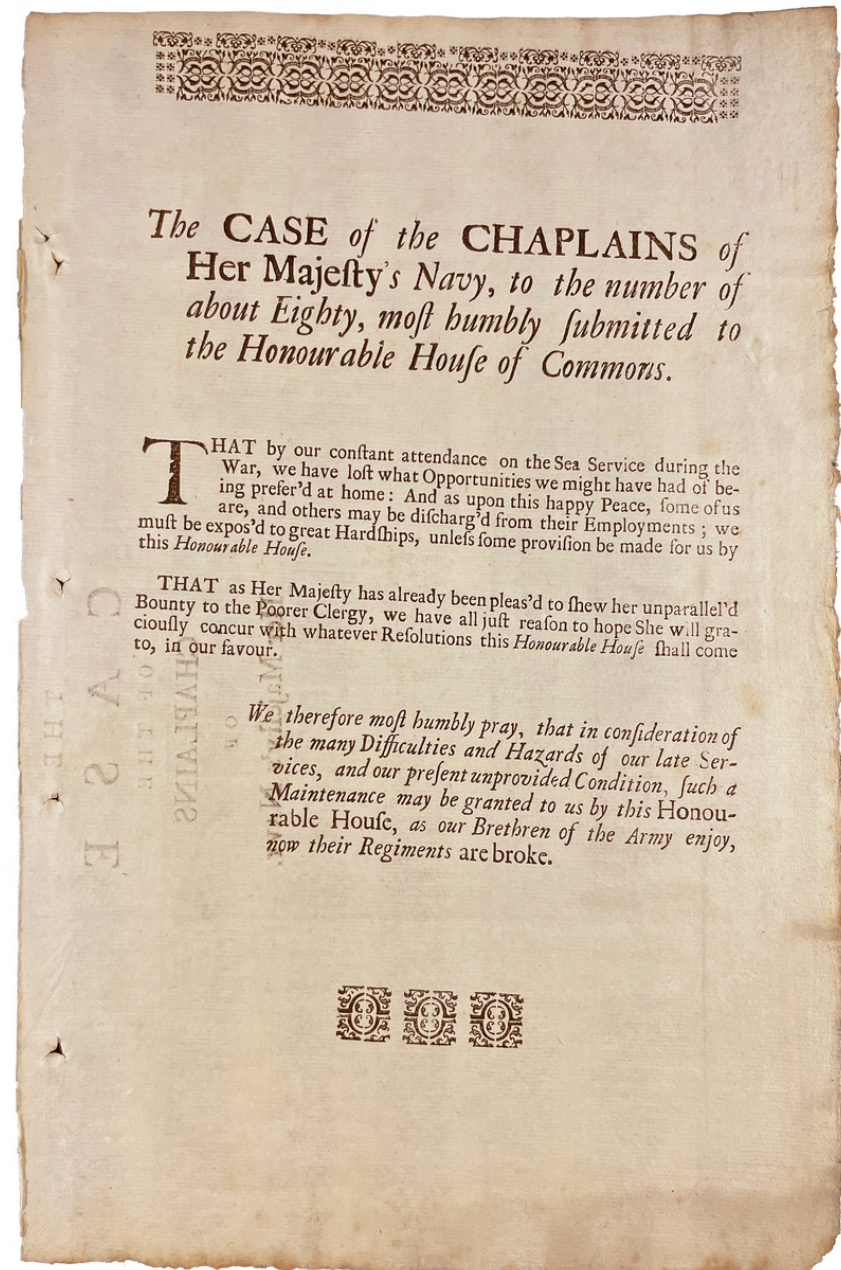 The CASE of the CHAPLAINS of
Her Majeſty's Navy, to the number of
about Eighty, moſt humbly ſubmitted to
the Honourable Houſe of Commons.
THAT by our conſtant attendance on the Sea Service during the
War, we have loſt what Opportunities we might have had of be-
ing prefer'd at home: And as upon this happy Peace, ſome of us
are, and others may be diſcharg'd from their Employments; we
muſt be expos'd to great Hardſhips, unleſs ſome proviſion be made for us by
this Honourable Houſe.
THAT as Her Majeſty has already been pleas'd to ſhew her unparallel'd
Bounty to the Poorer Clergy, we have all juſt reaſon to hope She will gra-
ciouſly concur with whatever Reſolutions this Honourable Houſe ſhall come
to, in our favour.
We therefore moſt humbly pray, that in conſideration of
the many Difficulties and Hazards of our late Ser-
vices, and our preſent unprovided Condition, ſuch a
Maintenance may be granted to us by this Honou-
rable Houſe, as our Brethren of the Army enjoy,
now their Regiments are broke.
THE
CASE
OF THE
CHAPLAINS
OF